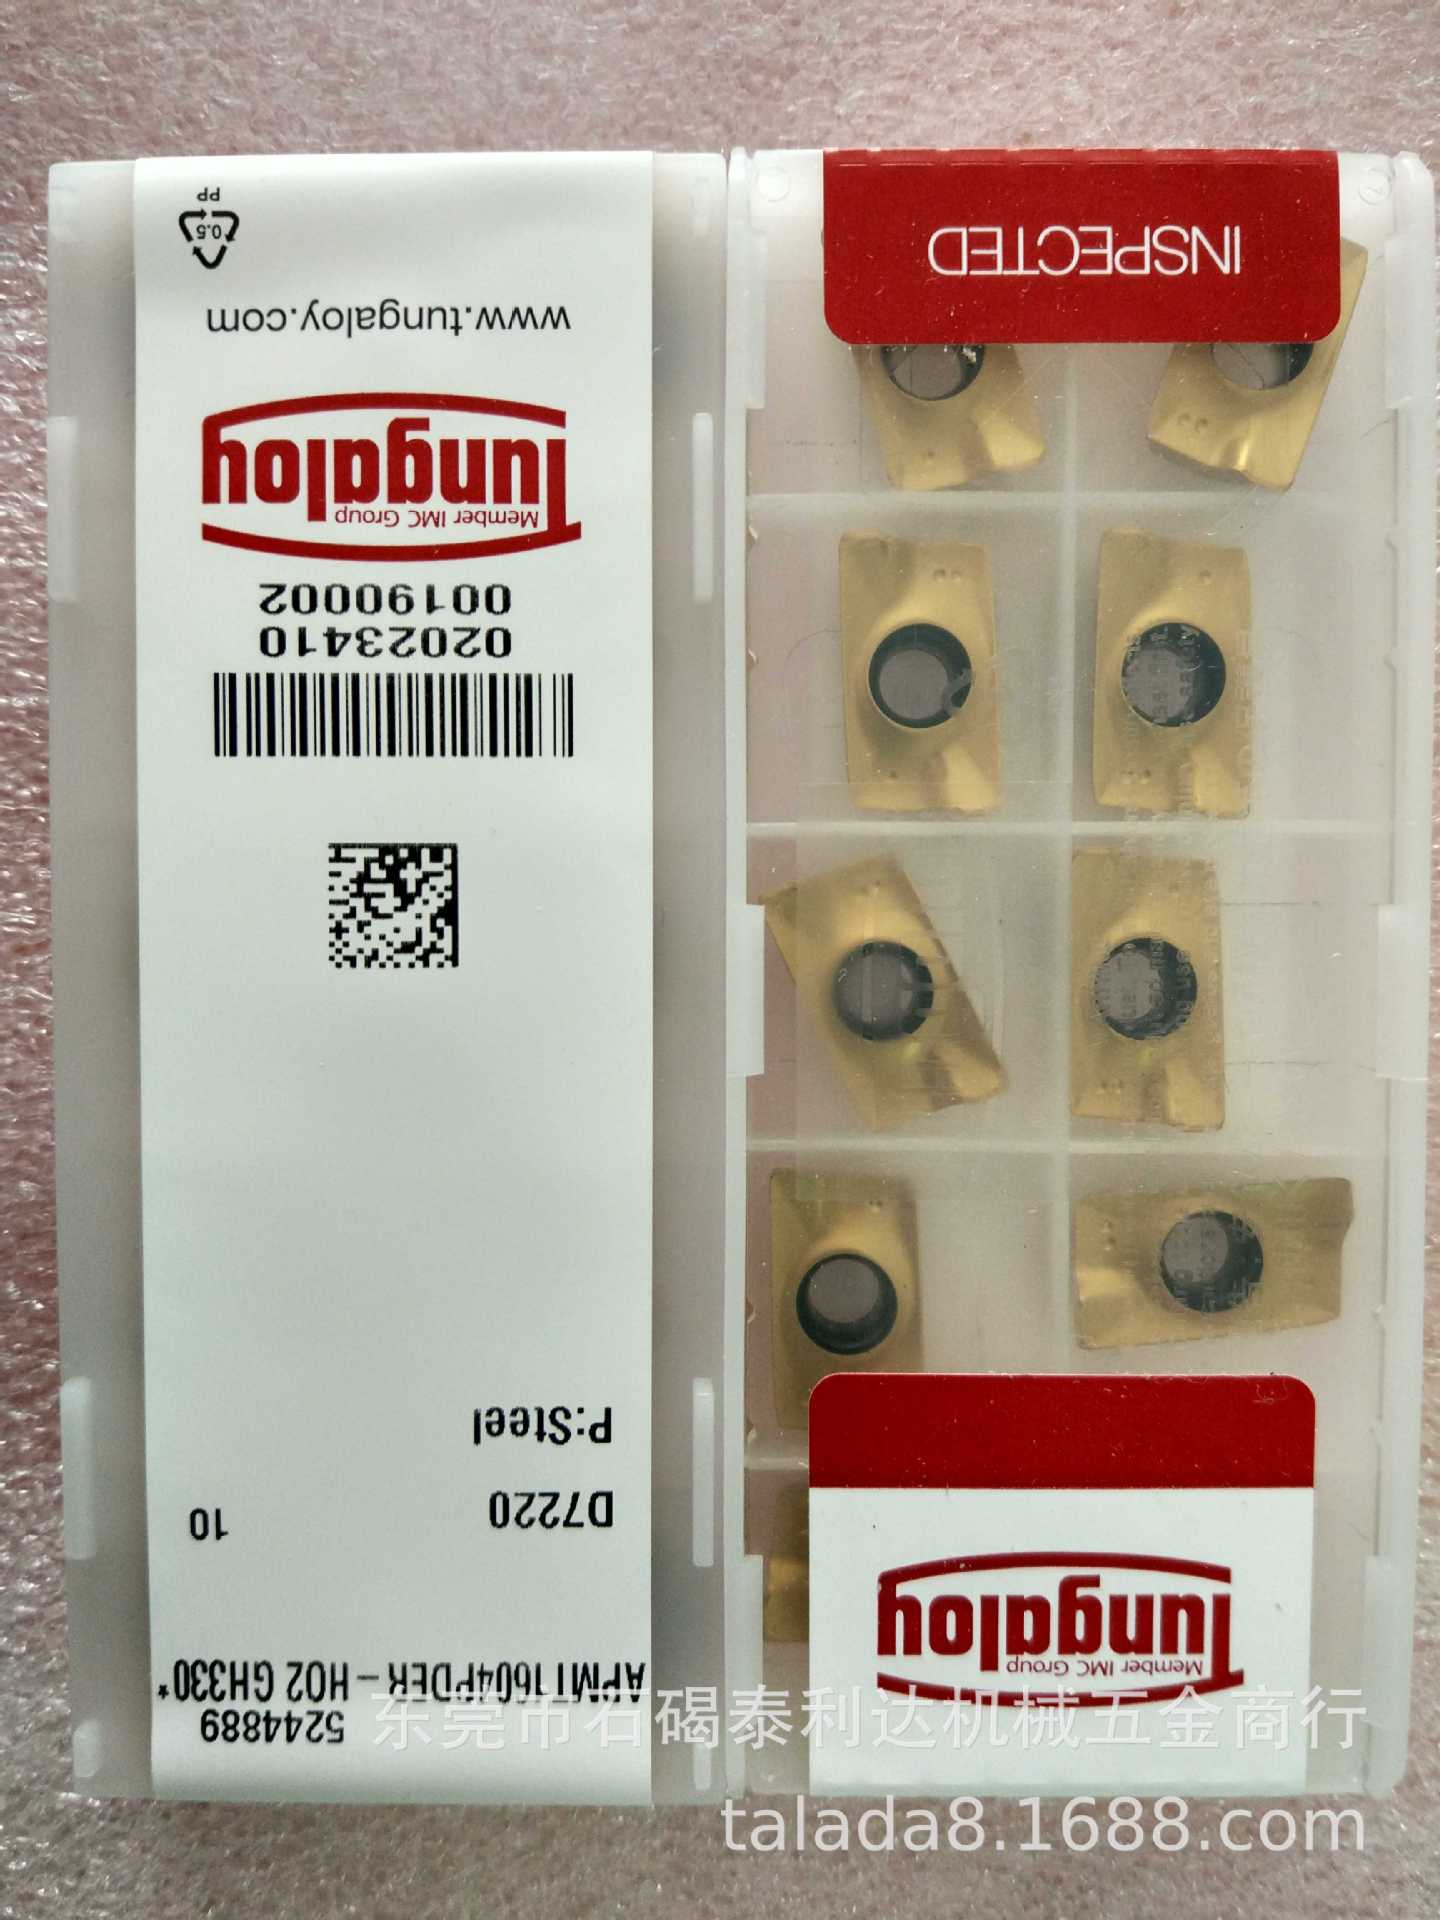 5244889
APMT1604PDER-H02 GH330*
D7220
10
P:Steel
02023410
00190002
Member IMC Group
Tungaloy
www.tungaloy.com
0.5
PP
Member IMC Group
Tungaloy
INSPECTED
东莞市石碣泰利达机械五金商行
talada8.1688.com